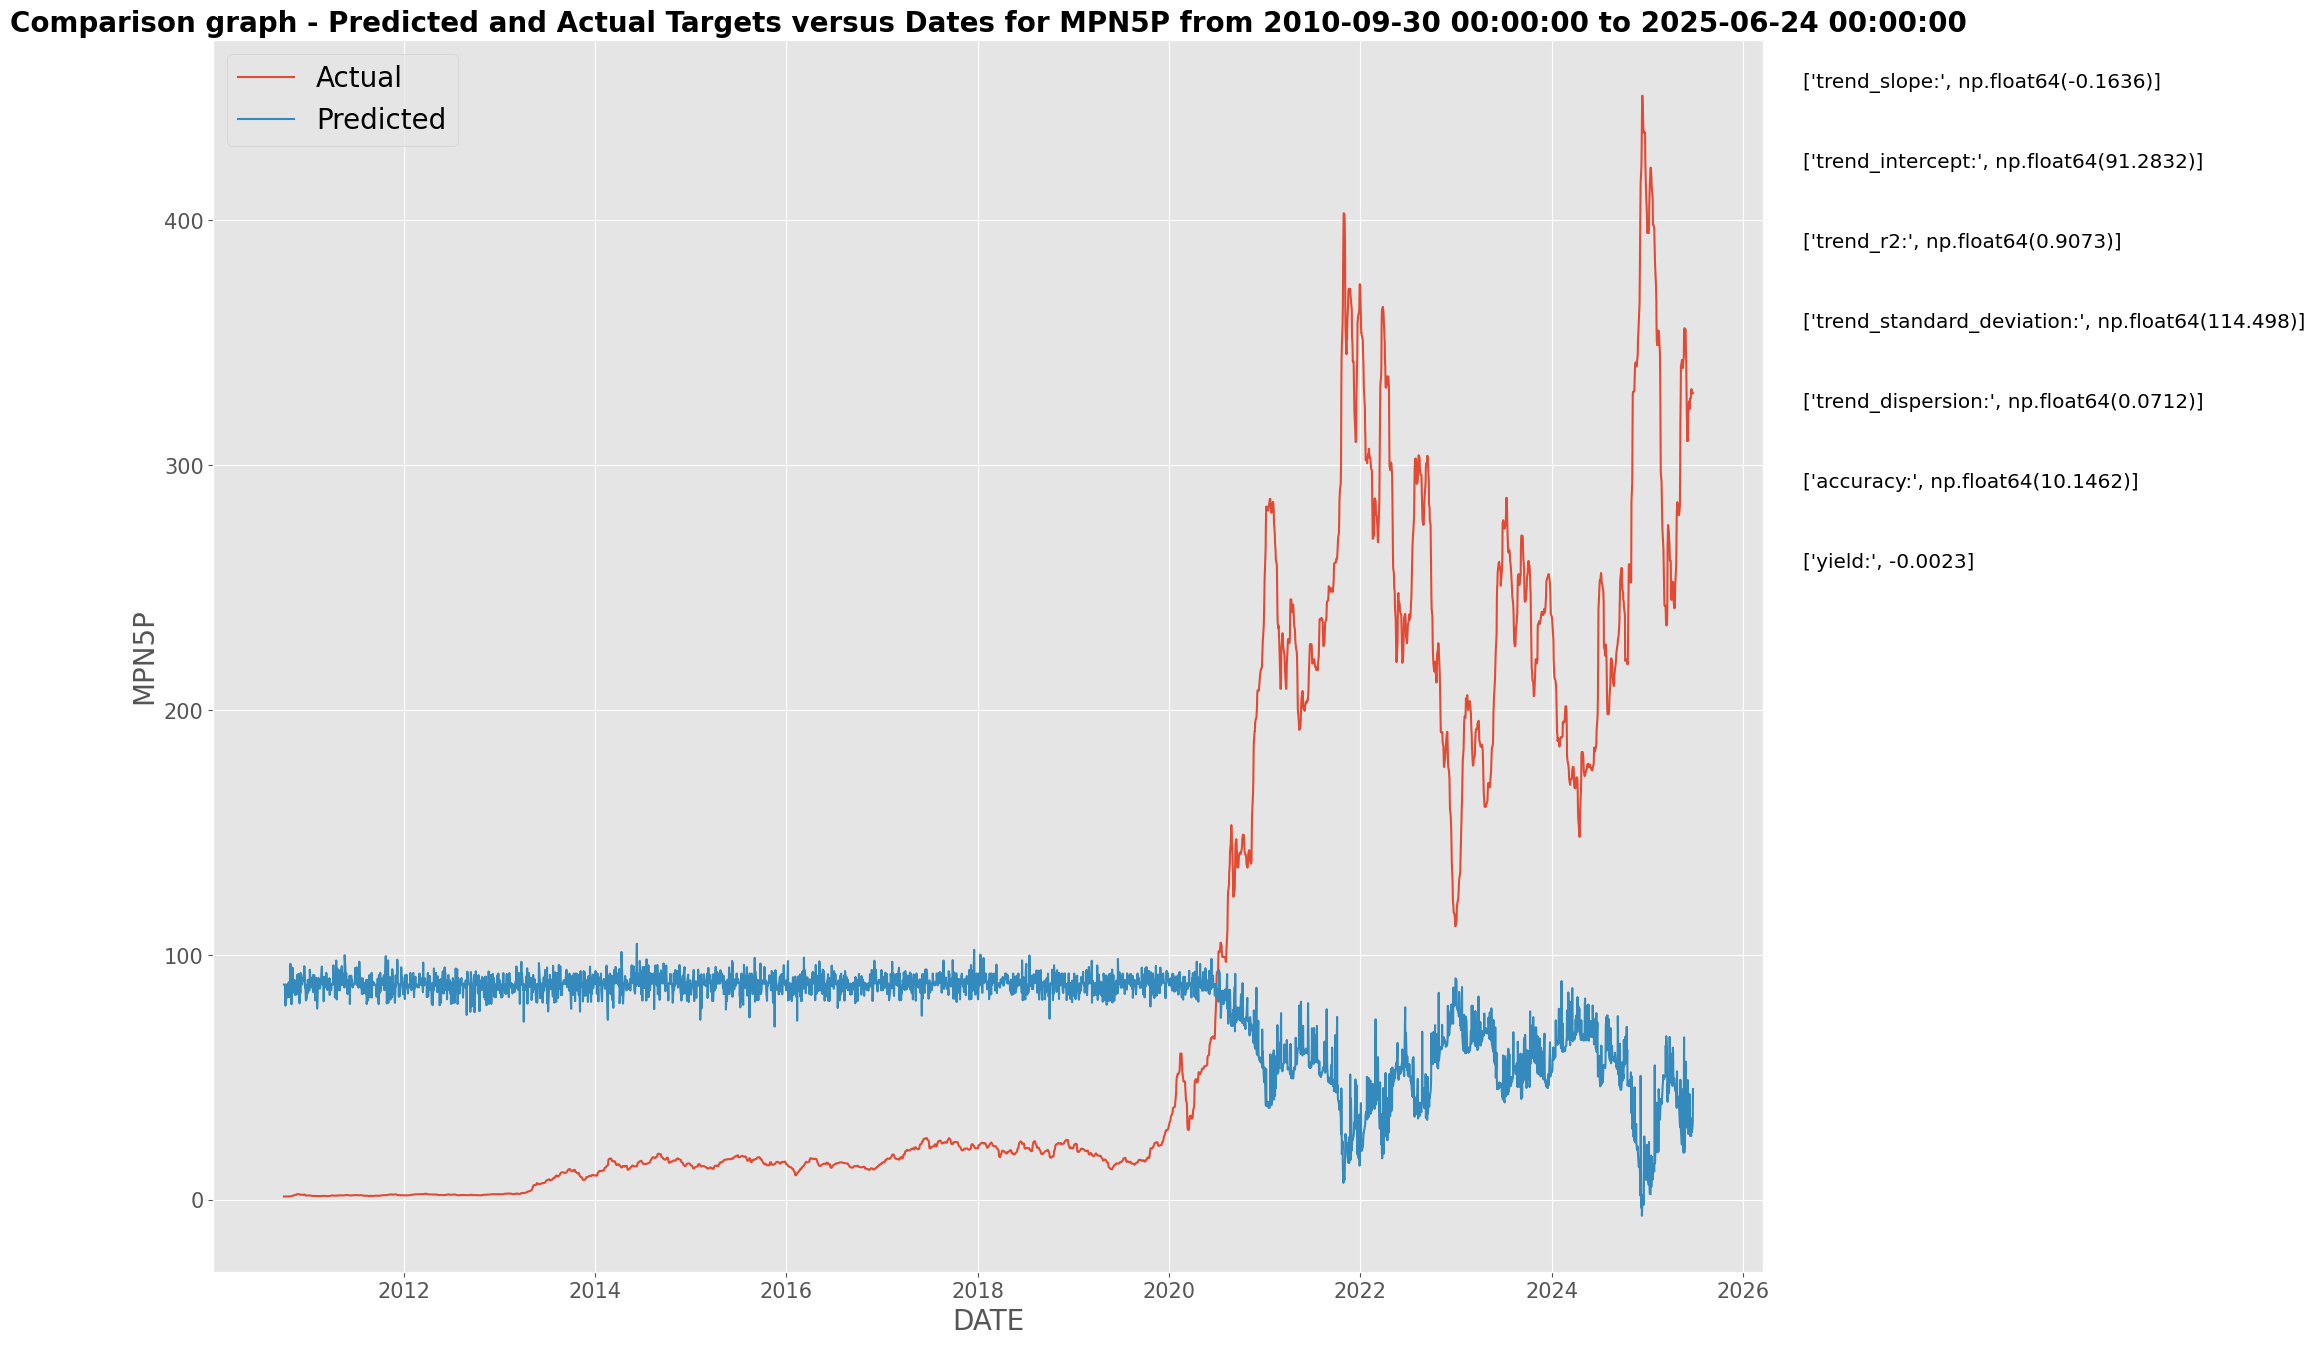 Comparison graph - Predicted and Actual Targets versus Dates for MPN5P from 2010-09-30 00:00:00 to 2025-06-24 00:00:00
Actual
Predicted
['trend_slope:', np.float64(-0.1636)]
['trend_intercept:', np.float64(91.2832)]
['trend_r2:', np.float64(0.9073)]
['trend_standard_deviation:', np.float64(114.498)]
['trend_dispersion:', np.float64(0.0712)]
['accuracy:', np.float64(10.1462)]
['yield:', -0.0023]
MPN5P
400
300
200
100
0
2012
2014
2016
2018
2020
2022
2024
2026
DATE